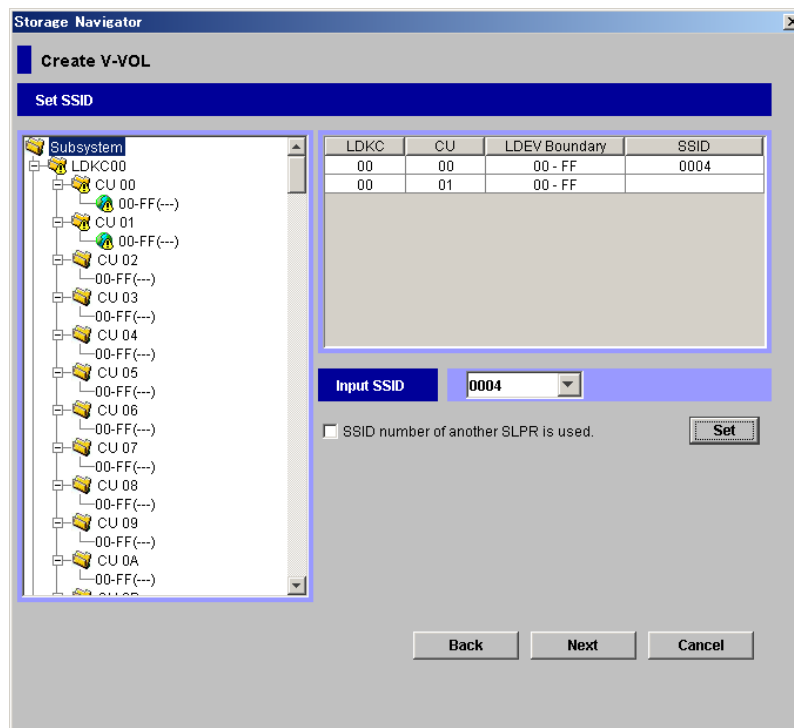 Storage Navigator
Create V-VOL
Set SSID
Subsystem
LDKC00
CU 00
00-FF(---)
CU 01
00-FF(---)
CU 02
00-FF(---)
CU 03
00-FF(---)
CU 04
00-FF(---)
CU 05
00-FF(---)
CU 06
00-FF(---)
CU 07
00-FF(---)
CU 08
00-FF(---)
CU 09
00-FF(---)
CU 0A
00-FF(---)
LDKC CU LDEV Boundary SSID
00 00 00 - FF 0004
00 01 00 - FF
Input SSID 0004
SSID number of another SLPR is used. Set
Back Next Cancel